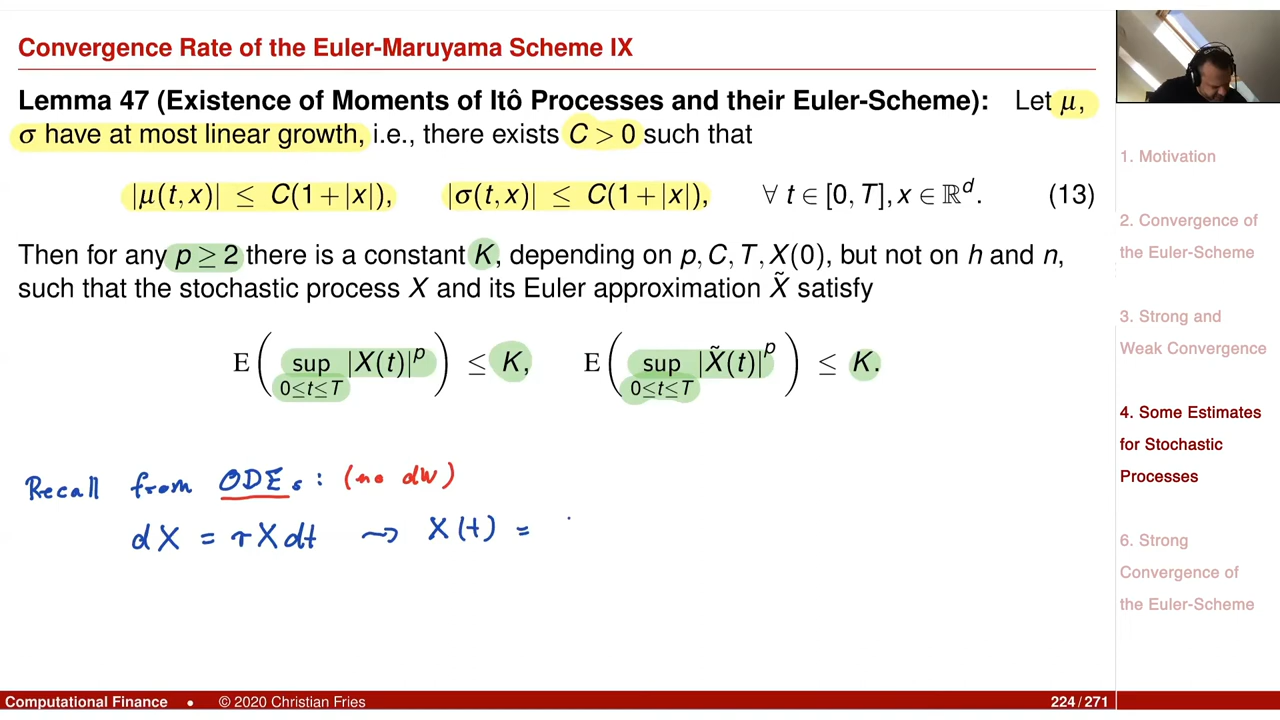 Convergence Rate of the Euler-Maruyama Scheme IX
Lemma 47 (Existence of Moments of Itô Processes and their Euler-Scheme): Let μ,
σ have at most linear growth, i.e., there exists C > 0 such that
|μ(t,x)| ≤ C(1+|x|), |σ(t,x)| ≤ C(1+|x|), ∀ t ∈ [0,T], x ∈ ℝ^d. (13)
Then for any p ≥ 2 there is a constant K, depending on p, C, T, X(0), but not on h and n,
such that the stochastic process X and its Euler approximation X̃ satisfy
E( sup_{0≤t≤T} |X(t)|^p ) ≤ K, E( sup_{0≤t≤T} |X̃(t)|^p ) ≤ K.
Recall from ODEs: (no dW)
dX = rXdt ⇝ X(t) =
1. Motivation
2. Convergence of
the Euler-Scheme
3. Strong and
Weak Convergence
4. Some Estimates
for Stochastic
Processes
6. Strong
Convergence of
the Euler-Scheme
Computational Finance • © 2020 Christian Fries 224/271